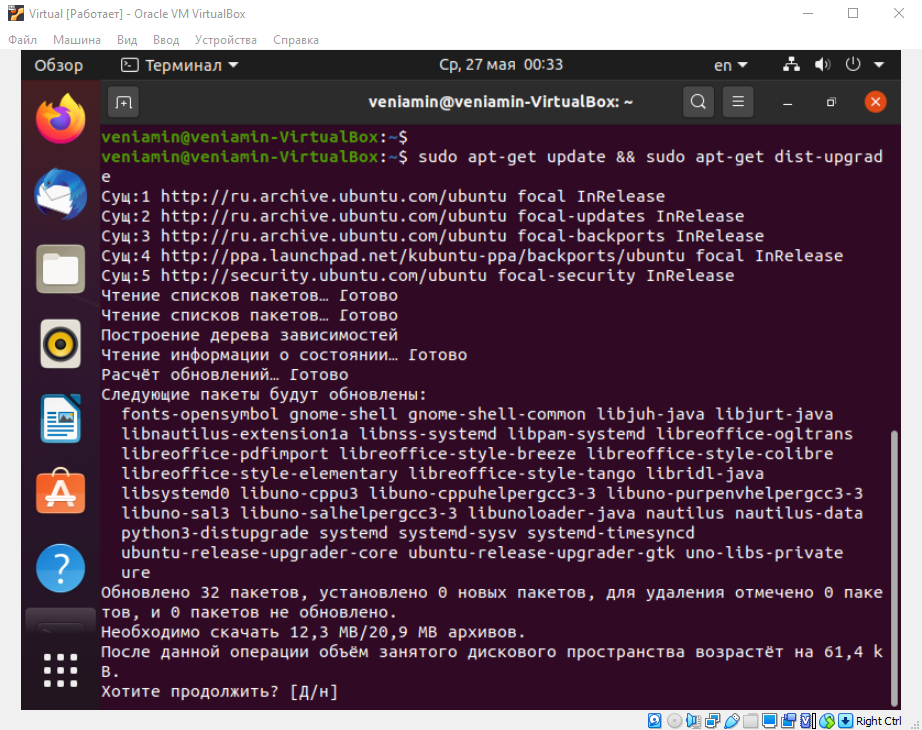 Virtual [Работает] - Oracle VM VirtualBox
Файл Машина Вид Ввод Устройства Справка
Обзор Терминал Ср, 27 мая 00:33 en
veniamin@veniamin-VirtualBox: ~
veniamin@veniamin-VirtualBox:~$
veniamin@veniamin-VirtualBox:~$ sudo apt-get update && sudo apt-get dist-upgrad
e
Сущ:1 http://ru.archive.ubuntu.com/ubuntu focal InRelease
Сущ:2 http://ru.archive.ubuntu.com/ubuntu focal-updates InRelease
Сущ:3 http://ru.archive.ubuntu.com/ubuntu focal-backports InRelease
Сущ:4 http://ppa.launchpad.net/kubuntu-ppa/backports/ubuntu focal InRelease
Сущ:5 http://security.ubuntu.com/ubuntu focal-security InRelease
Чтение списков пакетов… Готово
Чтение списков пакетов… Готово
Построение дерева зависимостей
Чтение информации о состоянии… Готово
Расчёт обновлений… Готово
Следующие пакеты будут обновлены:
fonts-opensymbol gnome-shell gnome-shell-common libjuh-java libjurt-java
libnautilus-extension1a libnss-systemd libpam-systemd libreoffice-ogltrans
libreoffice-pdfimport libreoffice-style-breeze libreoffice-style-colibre
libreoffice-style-elementary libreoffice-style-tango libridl-java
libsystemd0 libuno-cppu3 libuno-cppuhelpergcc3-3 libuno-purpenvhelpergcc3-3
libuno-sal3 libuno-salhelpergcc3-3 libunoloader-java nautilus nautilus-data
python3-distupgrade systemd systemd-sysv systemd-timesyncd
ubuntu-release-upgrader-core ubuntu-release-upgrader-gtk uno-libs-private
ure
Обновлено 32 пакетов, установлено 0 новых пакетов, для удаления отмечено 0 паке
тов, и 0 пакетов не обновлено.
Необходимо скачать 12,3 MB/20,9 MB архивов.
После данной операции объём занятого дискового пространства возрастёт на 61,4 k
B.
Хотите продолжить? [Д/н]
Right Ctrl